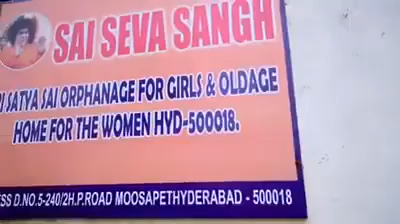 SAI SEVA SANGH
SATYA SAI ORPHANAGE FOR GIRLS & OLDAGE
HOME FOR THE WOMEN HYD-500018.
D.NO.5-240/2H.P.ROAD MOOSAPETHYDERABAD - 500018